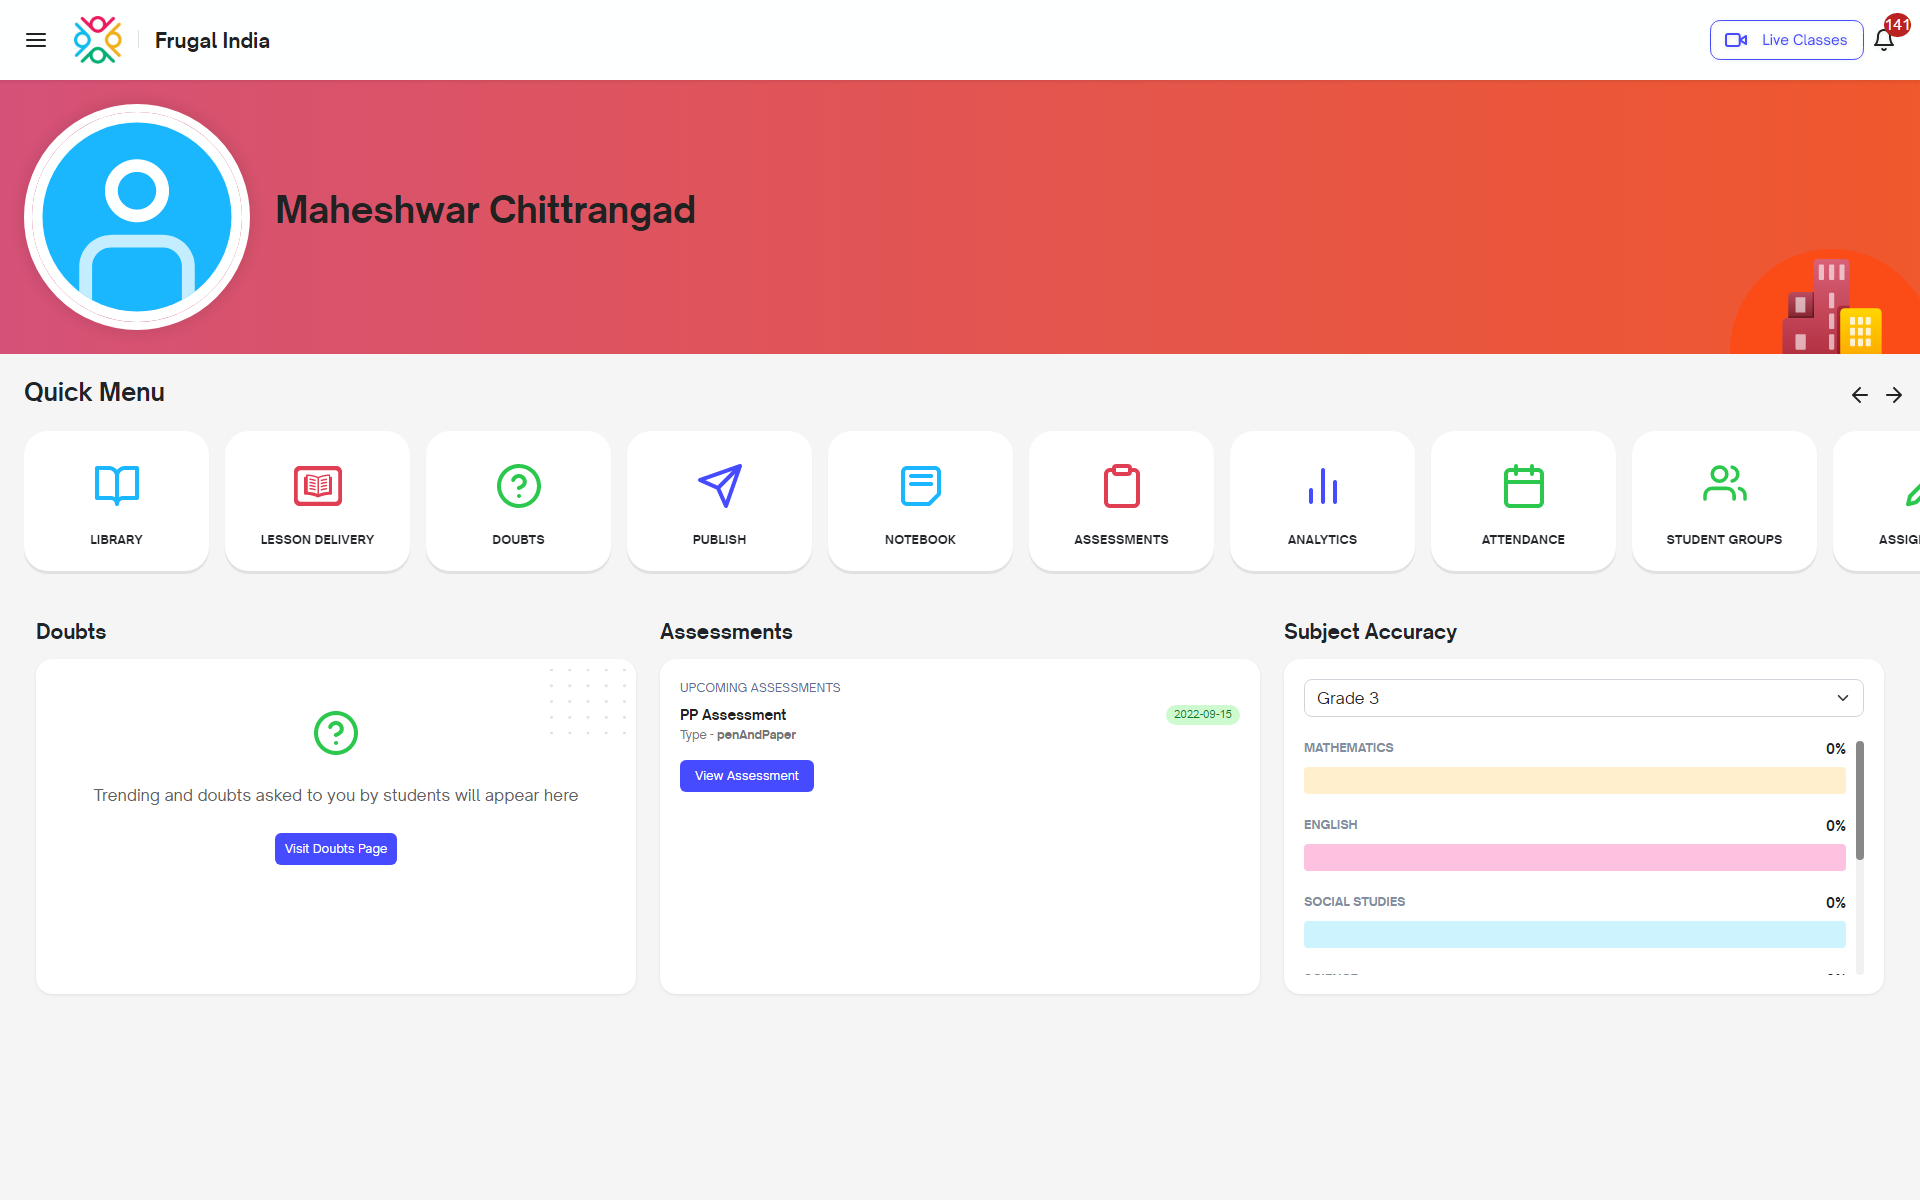 Frugal India
Live Classes
141
Maheshwar Chittrangad
Quick Menu
LIBRARY
LESSON DELIVERY
DOUBTS
PUBLISH
NOTEBOOK
ASSESSMENTS
ANALYTICS
ATTENDANCE
STUDENT GROUPS
Doubts
Trending and doubts asked to you by students will appear here
Visit Doubts Page
Assessments
UPCOMING ASSESSMENTS
PP Assessment
2022-09-15
Type - penAndPaper
View Assessment
Subject Accuracy
Grade 3
MATHEMATICS 0%
ENGLISH 0%
SOCIAL STUDIES 0%